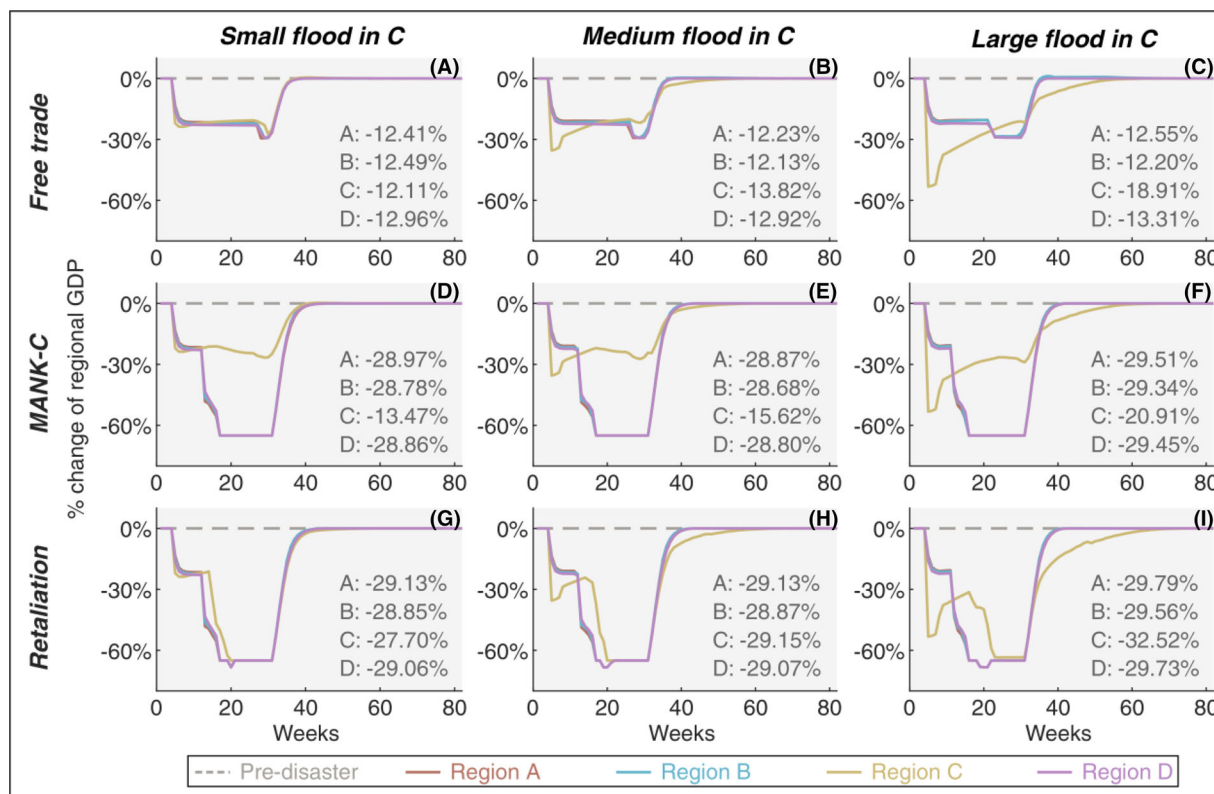 Small flood in C
Medium flood in C
Large flood in C
Free trade
MANK-C
Retaliation
% change of regional GDP
(A)
0%
-30%
-60%
0 20 40 60 80
A: -12.41%
B: -12.49%
C: -12.11%
D: -12.96%
(B)
0%
-30%
-60%
0 20 40 60 80
A: -12.23%
B: -12.13%
C: -13.82%
D: -12.92%
(C)
0%
-30%
-60%
0 20 40 60 80
A: -12.55%
B: -12.20%
C: -18.91%
D: -13.31%
(D)
0%
-30%
-60%
0 20 40 60 80
A: -28.97%
B: -28.78%
C: -13.47%
D: -28.86%
(E)
0%
-30%
-60%
0 20 40 60 80
A: -28.87%
B: -28.68%
C: -15.62%
D: -28.80%
(F)
0%
-30%
-60%
0 20 40 60 80
A: -29.51%
B: -29.34%
C: -20.91%
D: -29.45%
(G)
0%
-30%
-60%
0 20 40 60 80
A: -29.13%
B: -28.85%
C: -27.70%
D: -29.06%
Weeks
(H)
0%
-30%
-60%
0 20 40 60 80
A: -29.13%
B: -28.87%
C: -29.15%
D: -29.07%
Weeks
(I)
0%
-30%
-60%
0 20 40 60 80
A: -29.79%
B: -29.56%
C: -32.52%
D: -29.73%
Weeks
Pre-disaster Region A Region B Region C Region D